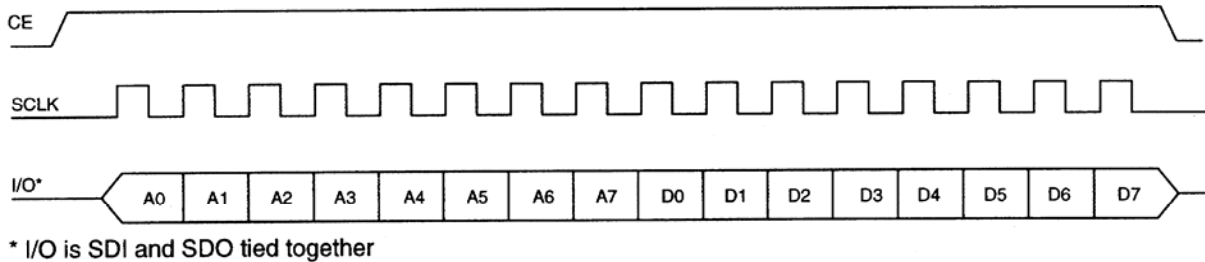 CE
SCLK
I/O*
A0 A1 A2 A3 A4 A5 A6 A7 D0 D1 D2 D3 D4 D5 D6 D7
* I/O is SDI and SDO tied together